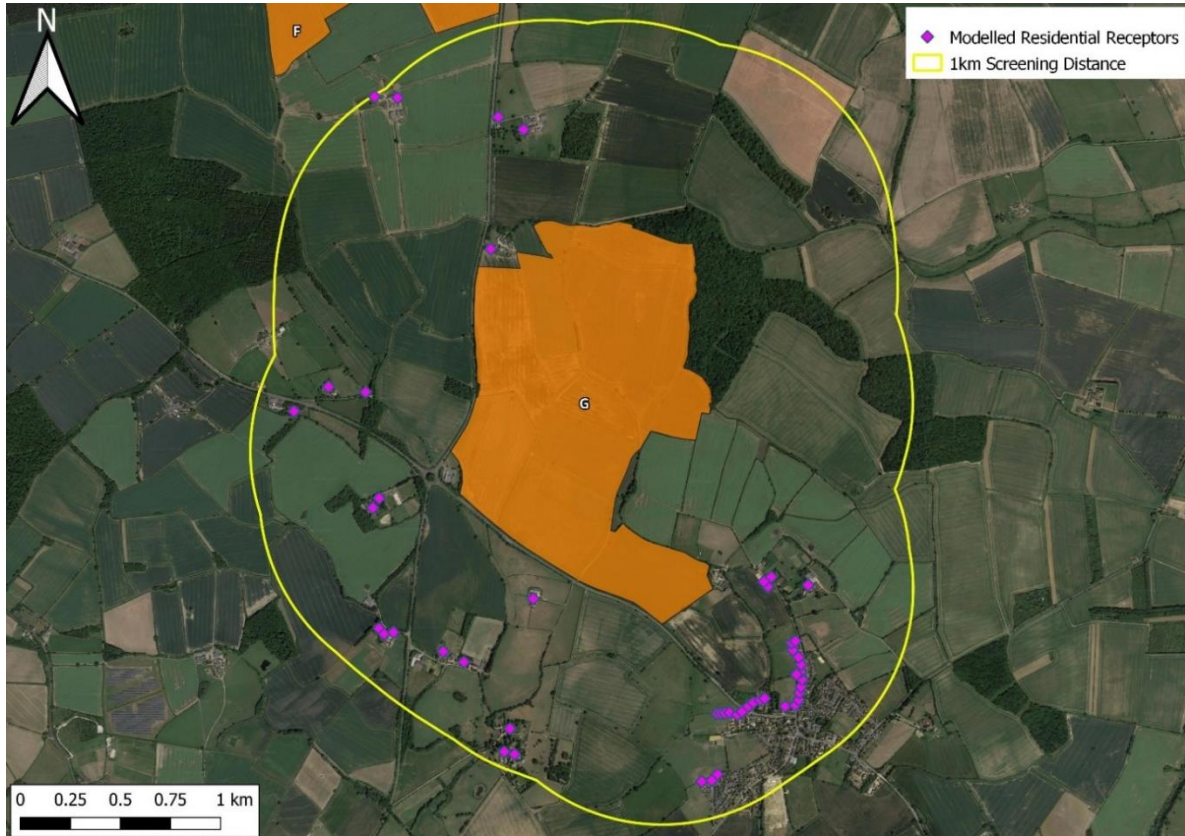 F
N
Modelled Residential Receptors
1km Screening Distance
G
0 0.25 0.5 0.75 1 km